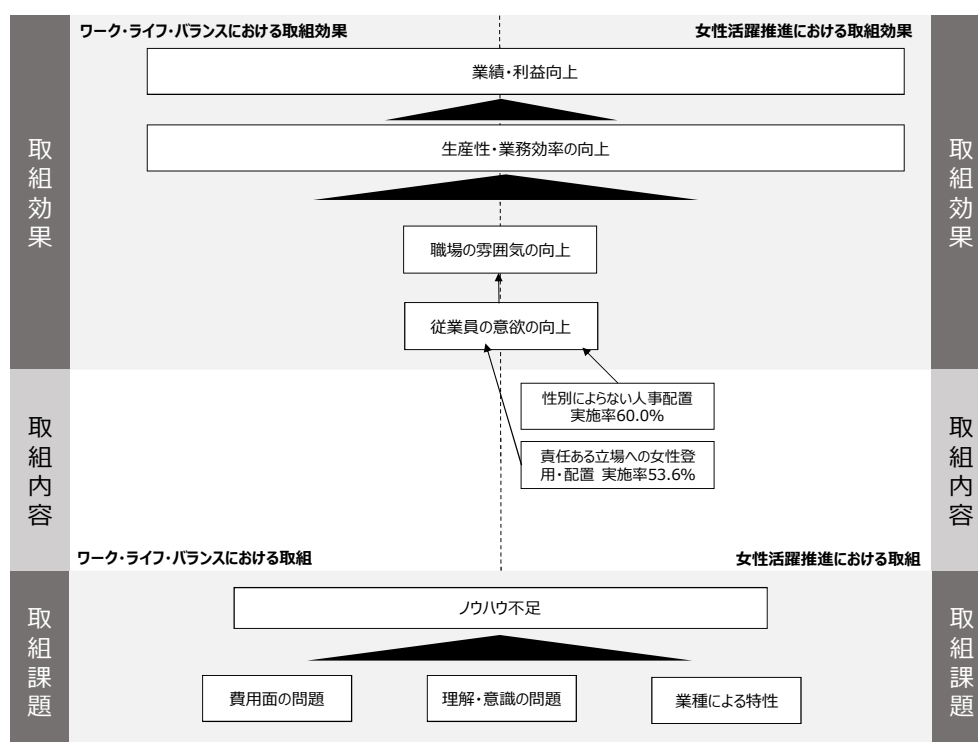 ワーク・ライフ・バランスにおける取組効果
女性活躍推進における取組効果
業績・利益向上
生産性・業務効率の向上
取組効果
取組効果
職場の雰囲気の向上
従業員の意欲の向上
性別によらない人事配置
実施率60.0%
責任ある立場への女性登
用・配置 実施率53.6%
取組内容
取組内容
ワーク・ライフ・バランスにおける取組
女性活躍推進における取組
ノウハウ不足
取組課題
取組課題
費用面の問題
理解・意識の問題
業種による特性